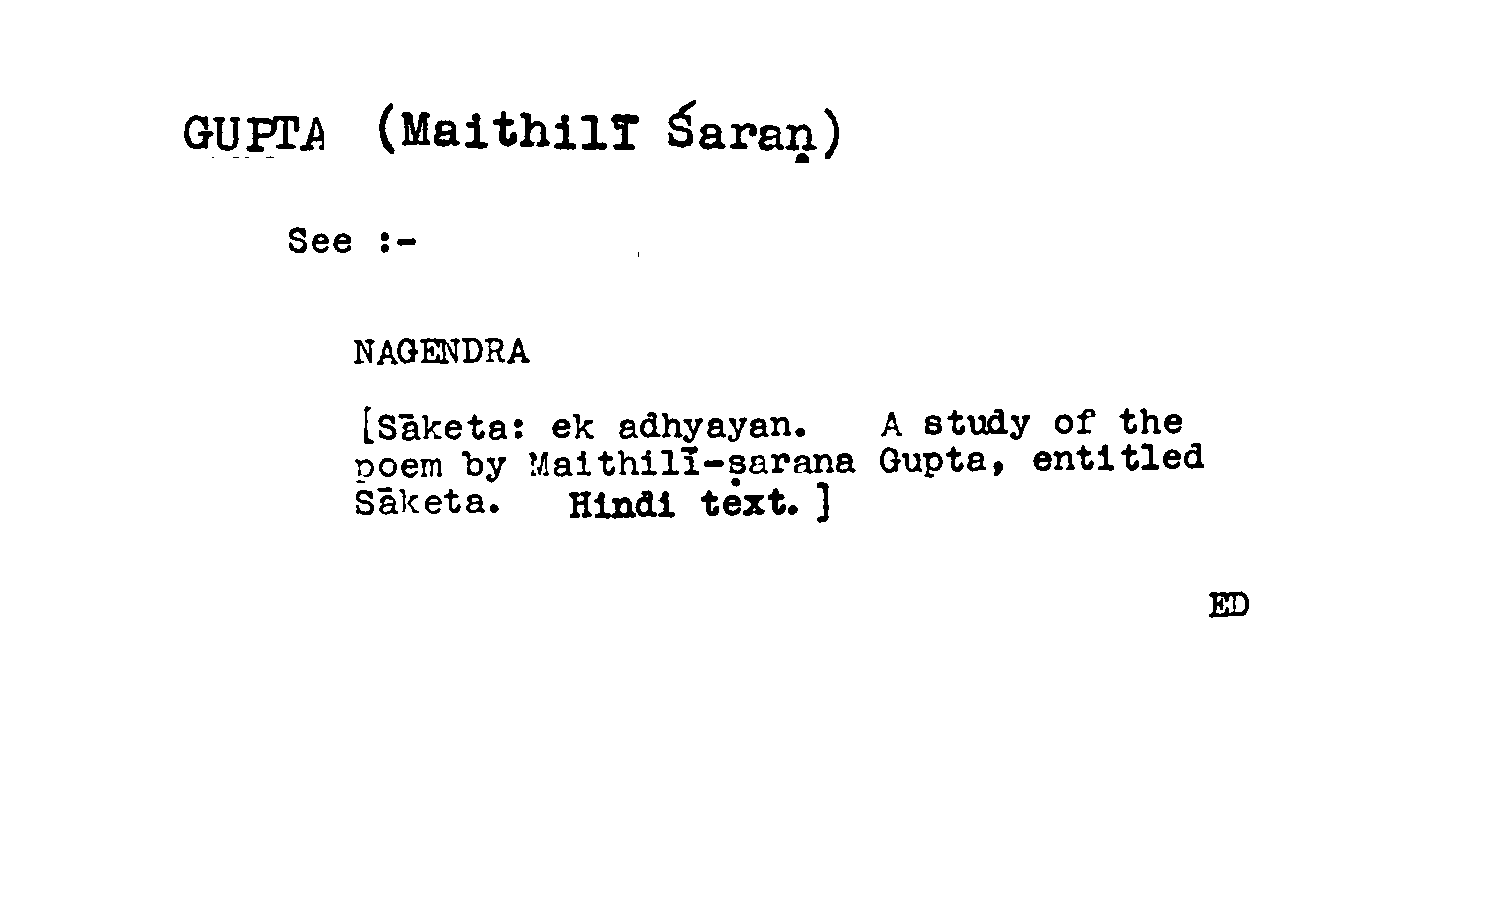 GUPTA (Maithilī Śaraṇ)
See :-
NAGENDRA
[Sāketa: ek adhyayan. A study of the
poem by Maithilī-ṣarana Gupta, entitled
Sāketa. Hindi text. ]
ED